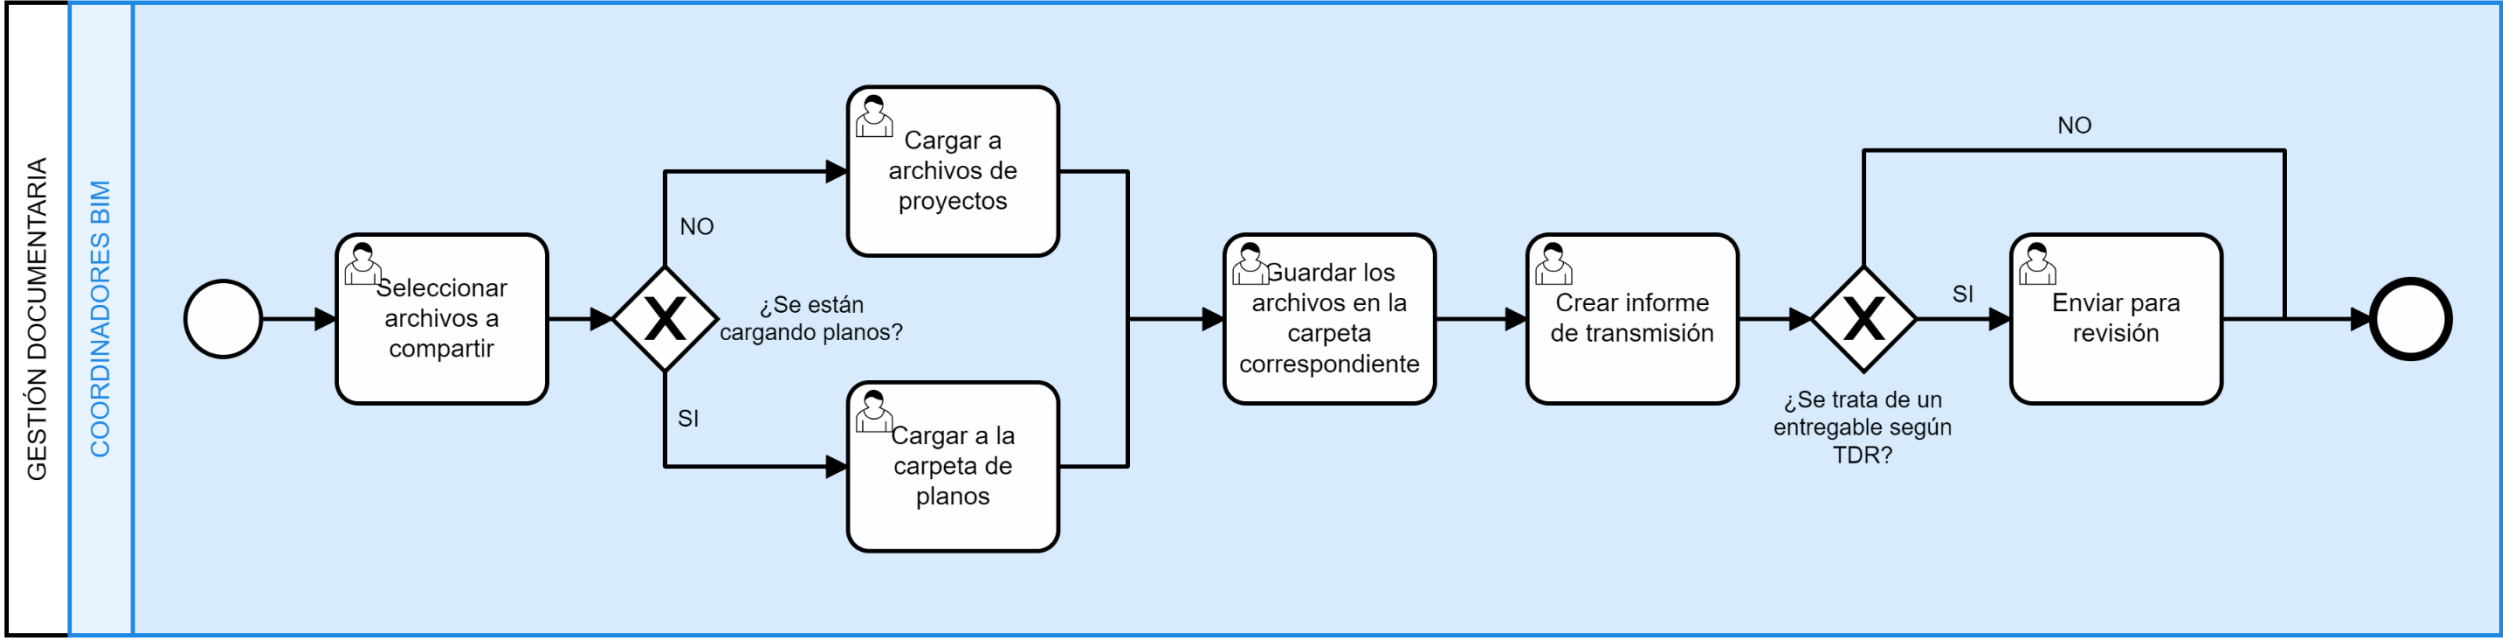 GESTIÓN DOCUMENTARIA
COORDINADORES BIM
Seleccionar
archivos a
compartir
¿Se están
cargando planos?
NO
Cargar a
archivos de
proyectos
SI
Cargar a la
carpeta de
planos
Guardar los
archivos en la
carpeta
correspondiente
Crear informe
de transmisión
¿Se trata de un
entregable según
TDR?
NO
SI
Enviar para
revisión